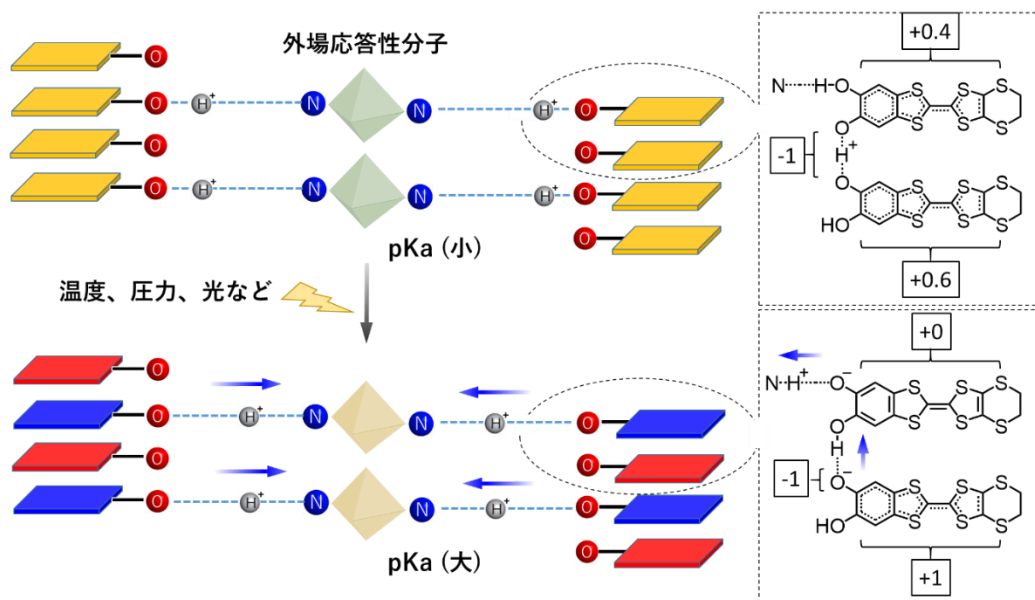 外場応答性分子
O
O H⁺ N N H⁺ O
O O
O H⁺ N N H⁺ O
O
pKa (小)
温度、圧力、光など
O
O H⁺ N N H⁺ O
O O
O H⁺ N N H⁺ O
O
pKa (大)
+0.4
N H O S S S
O S S S
-1 H⁺
O S S S
HO S S S
+0.6
+0
N H⁺ O⁻ S S S
O S S S
H
-1 O⁻ S S S
HO S S S
+1